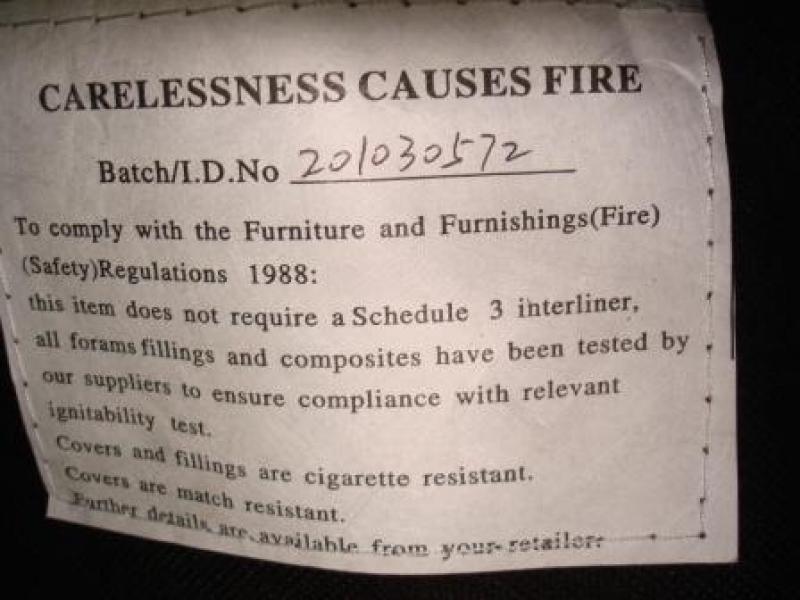 CARELESSNESS CAUSES FIRE
Batch/I.D.No 201030572
To comply with the Furniture and Furnishings(Fire)
(Safety)Regulations 1988:
this item does not require a Schedule 3 interliner,
all forams fillings and composites have been tested by
our suppliers to ensure compliance with relevant
ignitability test.
Covers and fillings are cigarette resistant.
Covers are match resistant.
Further details are available from your retailer.